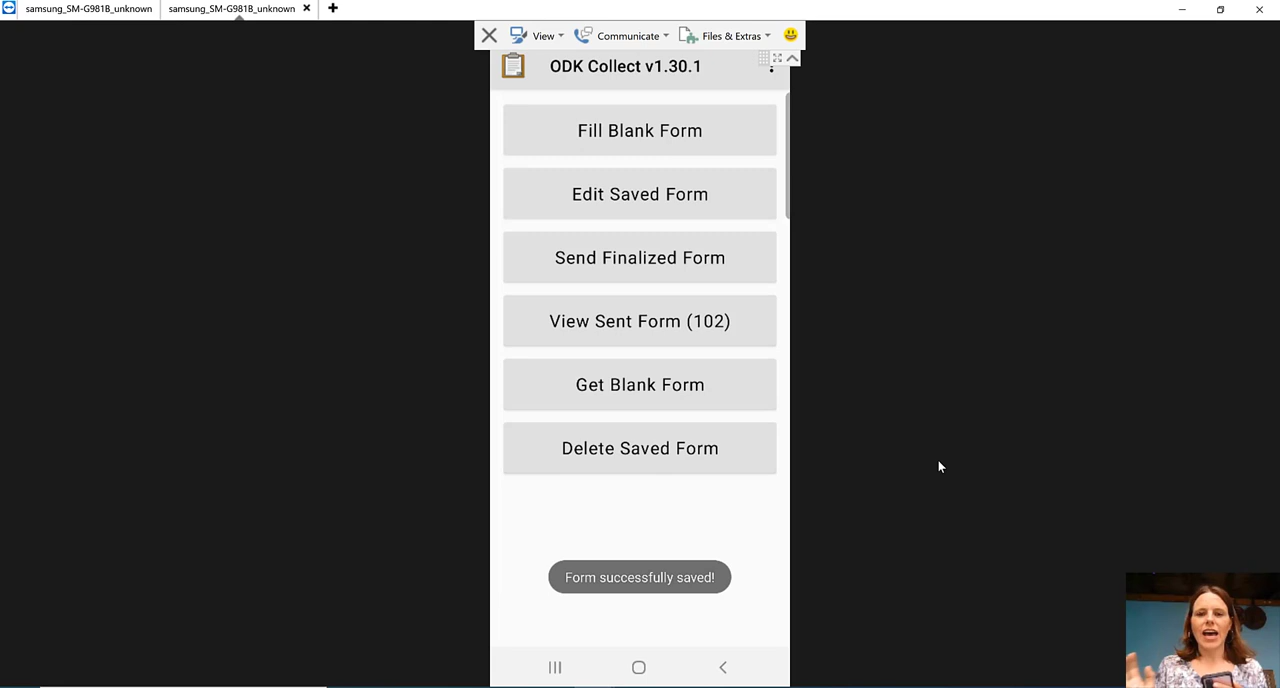 samsung_SM-G981B_unknown
samsung_SM-G981B_unknown
View
Communicate
Files & Extras
ODK Collect v1.30.1
Fill Blank Form
Edit Saved Form
Send Finalized Form
View Sent Form (102)
Get Blank Form
Delete Saved Form
Form successfully saved!